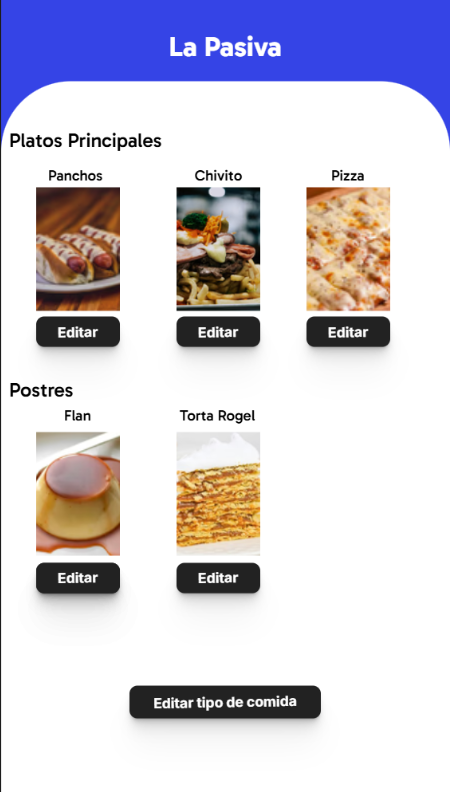 La Pasiva
Platos Principales
Panchos Chivito Pizza
Editar Editar Editar
Postres
Flan Torta Rogel
Editar Editar
Editar tipo de comida